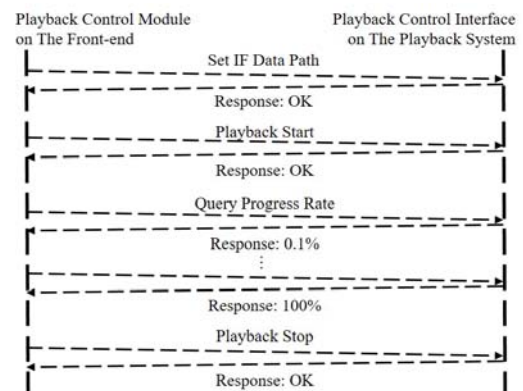 Playback Control Module
on The Front-end
Playback Control Interface
on The Playback System
Set IF Data Path
Response: OK
Playback Start
Response: OK
Query Progress Rate
Response: 0.1%
⋮
Response: 100%
Playback Stop
Response: OK